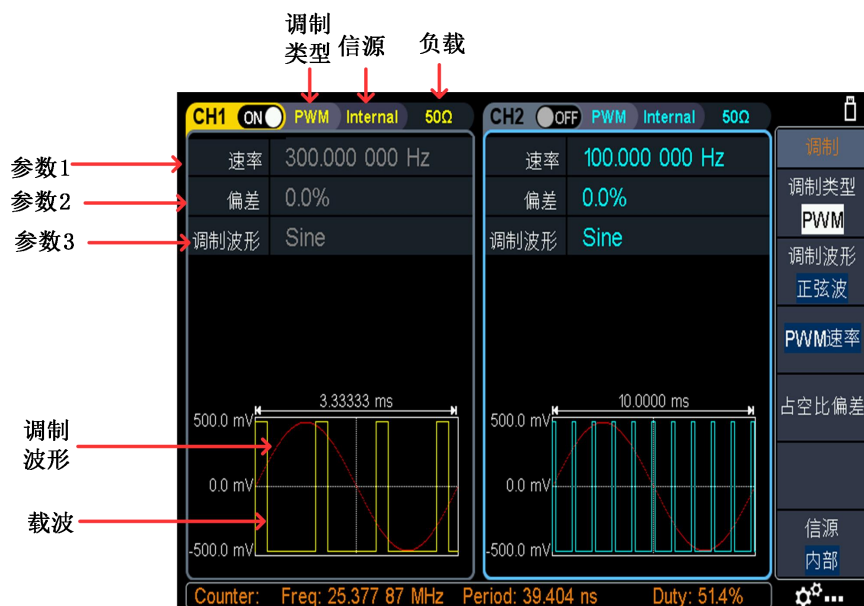 调制
类型
信源
负载
CH1 ON PWM Internal 50Ω
CH2 OFF PWM Internal 50Ω
参数1
参数2
参数3
速率 300.000 000 Hz
偏差 0.0%
调制波形 Sine
速率 100.000 000 Hz
偏差 0.0%
调制波形 Sine
调制
调制类型
PWM
调制波形
正弦波
PWM速率
占空比偏差
信源
内部
调制
波形
载波
3.33333 ms
500.0 mV
0.0 mV
-500.0 mV
10.0000 ms
500.0 mV
0.0 mV
-500.0 mV
Counter: Freq: 25.377 87 MHz Period: 39.404 ns Duty: 51.4%